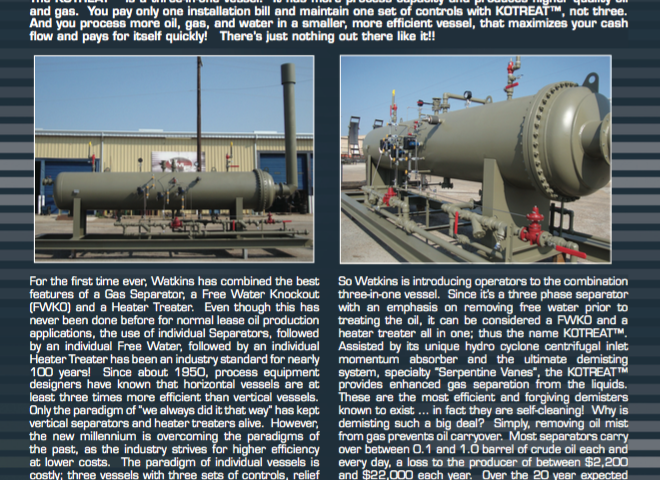 and gas. You pay only one installation bill and maintain one set of controls with KOTREAT™, not three.
And you process more oil, gas, and water in a smaller, more efficient vessel, that maximizes your cash
flow and pays for itself quickly! There's just nothing out there like it!!
For the first time ever, Watkins has combined the best
features of a Gas Separator, a Free Water Knockout
(FWKO) and a Heater Treater. Even though this has
never been done before for normal lease oil production
applications, the use of individual Separators, followed
by an individual Free Water, followed by an individual
Heater Treater has been an industry standard for nearly
100 years! Since about 1950, process equipment
designers have known that horizontal vessels are at
least three times more efficient than vertical vessels.
Only the paradigm of "we always did it that way" has kept
vertical separators and heater treaters alive. However,
the new millennium is overcoming the paradigms of
the past, as the industry strives for higher efficiency
at lower costs. The paradigm of individual vessels is
costly; three vessels with three sets of controls, relief
So Watkins is introducing operators to the combination
three-in-one vessel. Since it's a three phase separator
with an emphasis on removing free water prior to
treating the oil, it can be considered a FWKO and a
heater treater all in one; thus the name KOTREAT™.
Assisted by its unique hydro cyclone centrifugal inlet
momentum absorber and the ultimate demisting
system, specialty "Serpentine Vanes", the KOTREAT™
provides enhanced gas separation from the liquids.
These are the most efficient and forgiving demisters
known to exist ... in fact they are self-cleaning! Why is
demisting such a big deal? Simply, removing oil mist
from gas prevents oil carryover. Most separators carry
over between 0.1 and 1.0 barrel of crude oil each and
every day, a loss to the producer of between $2,200
and $22,000 each year. Over the 20 year expected